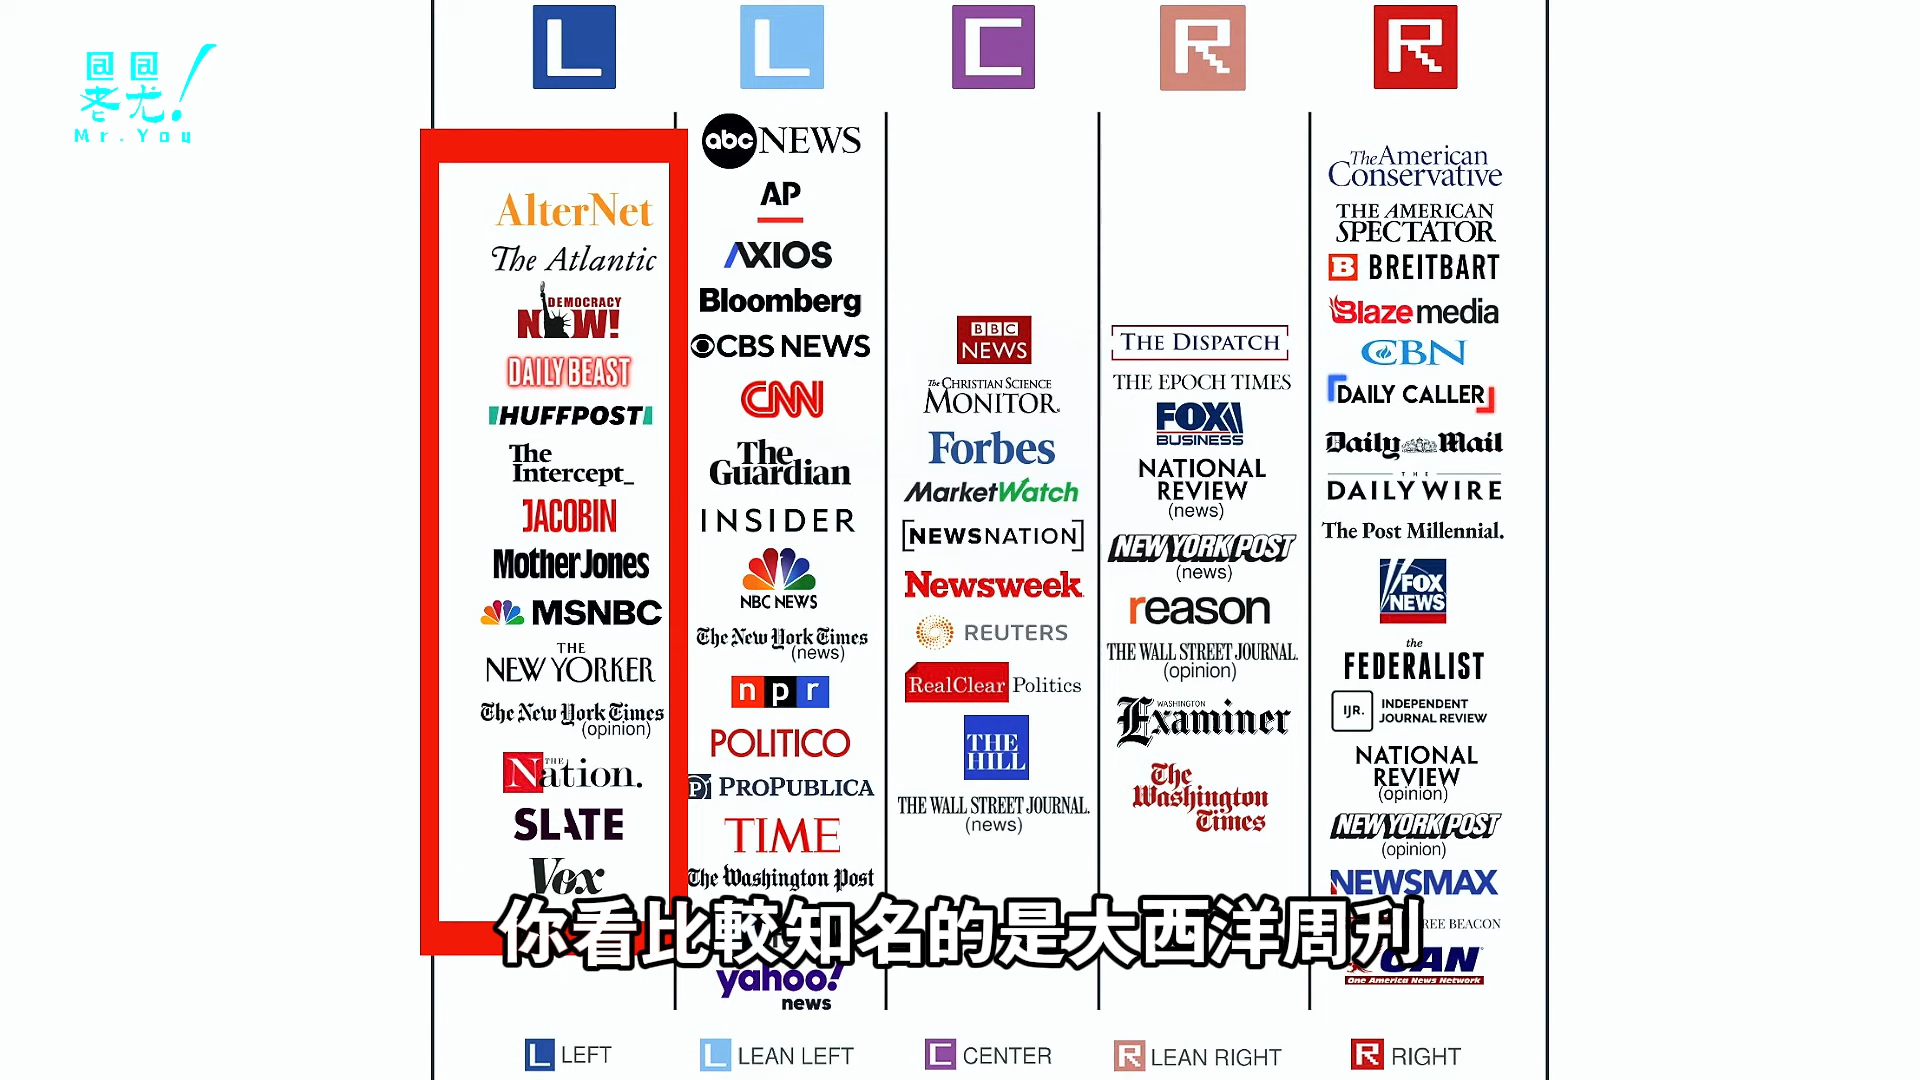 老尤!
Mr.You
L
L
C
R
R
AlterNet
The Atlantic
DEMOCRACY
NOW!
DAILY BEAST
HUFFPOST
The
Intercept_
JACOBIN
Mother Jones
MSNBC
THE
NEW YORKER
The New York Times
(opinion)
THE
Nation.
SLATE
Vox
abc NEWS
AP
AXIOS
Bloomberg
CBS NEWS
CNN
The
Guardian
INSIDER
NBC NEWS
The New York Times
(news)
npr
POLITICO
PROPUBLICA
TIME
The Washington Post
yahoo!
news
BBC
NEWS
The CHRISTIAN SCIENCE
MONITOR
Forbes
MarketWatch
NEWSNATION
Newsweek
REUTERS
RealClear Politics
THE
HILL
THE WALL STREET JOURNAL.
(news)
THE DISPATCH
THE EPOCH TIMES
FOX
BUSINESS
NATIONAL
REVIEW
(news)
NEW YORK POST
(news)
reason
THE WALL STREET JOURNAL.
(opinion)
WASHINGTON
Examiner
The
Washington
Times
The American
Conservative
THE AMERICAN
SPECTATOR
B BREITBART
Blaze media
CBN
DAILY CALLER
Daily Mail
THE
DAILY WIRE
The Post Millennial.
FOX
NEWS
the
FEDERALIST
IJR. INDEPENDENT
JOURNAL REVIEW
NATIONAL
REVIEW
(opinion)
NEW YORK POST
(opinion)
NEWSMAX
BEACON
OAN
One America News Network
你看比較知名的是大西洋周刊
L LEFT
L LEAN LEFT
C CENTER
R LEAN RIGHT
R RIGHT